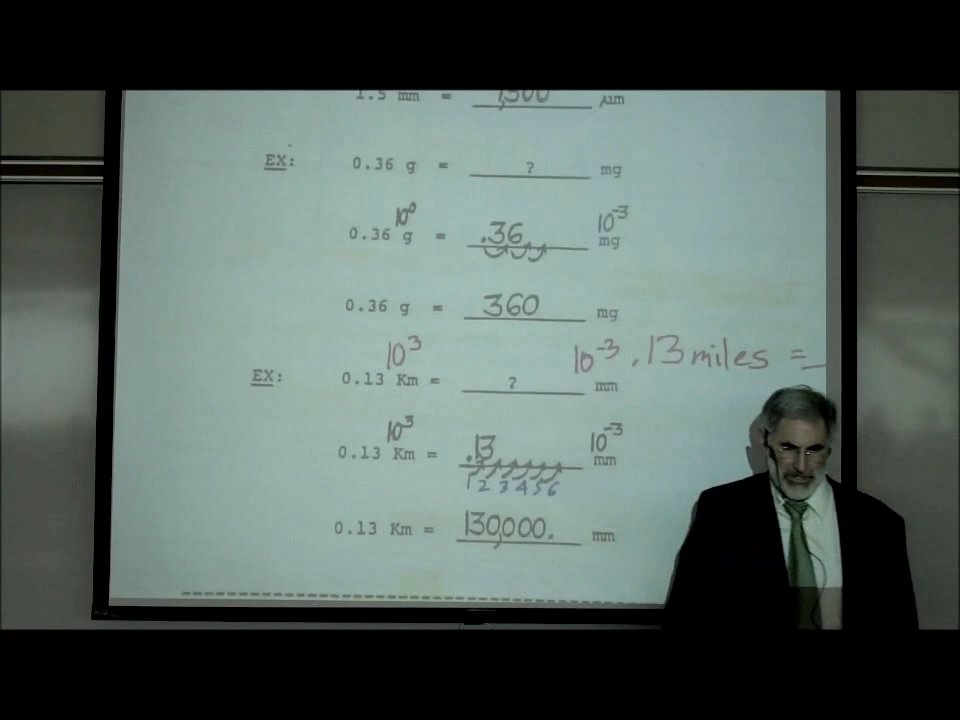 1.5 mm = 1,500 µm
EX: 0.36 g = ? mg
10⁰ 10⁻³
0.36 g = .36 mg
0.36 g = 360 mg
10³ 10⁻³ .13 miles =
EX: 0.13 Km = ? mm
10³ 10⁻³
0.13 Km = .13 mm
1 2 3 4 5 6
0.13 Km = 130,000. mm